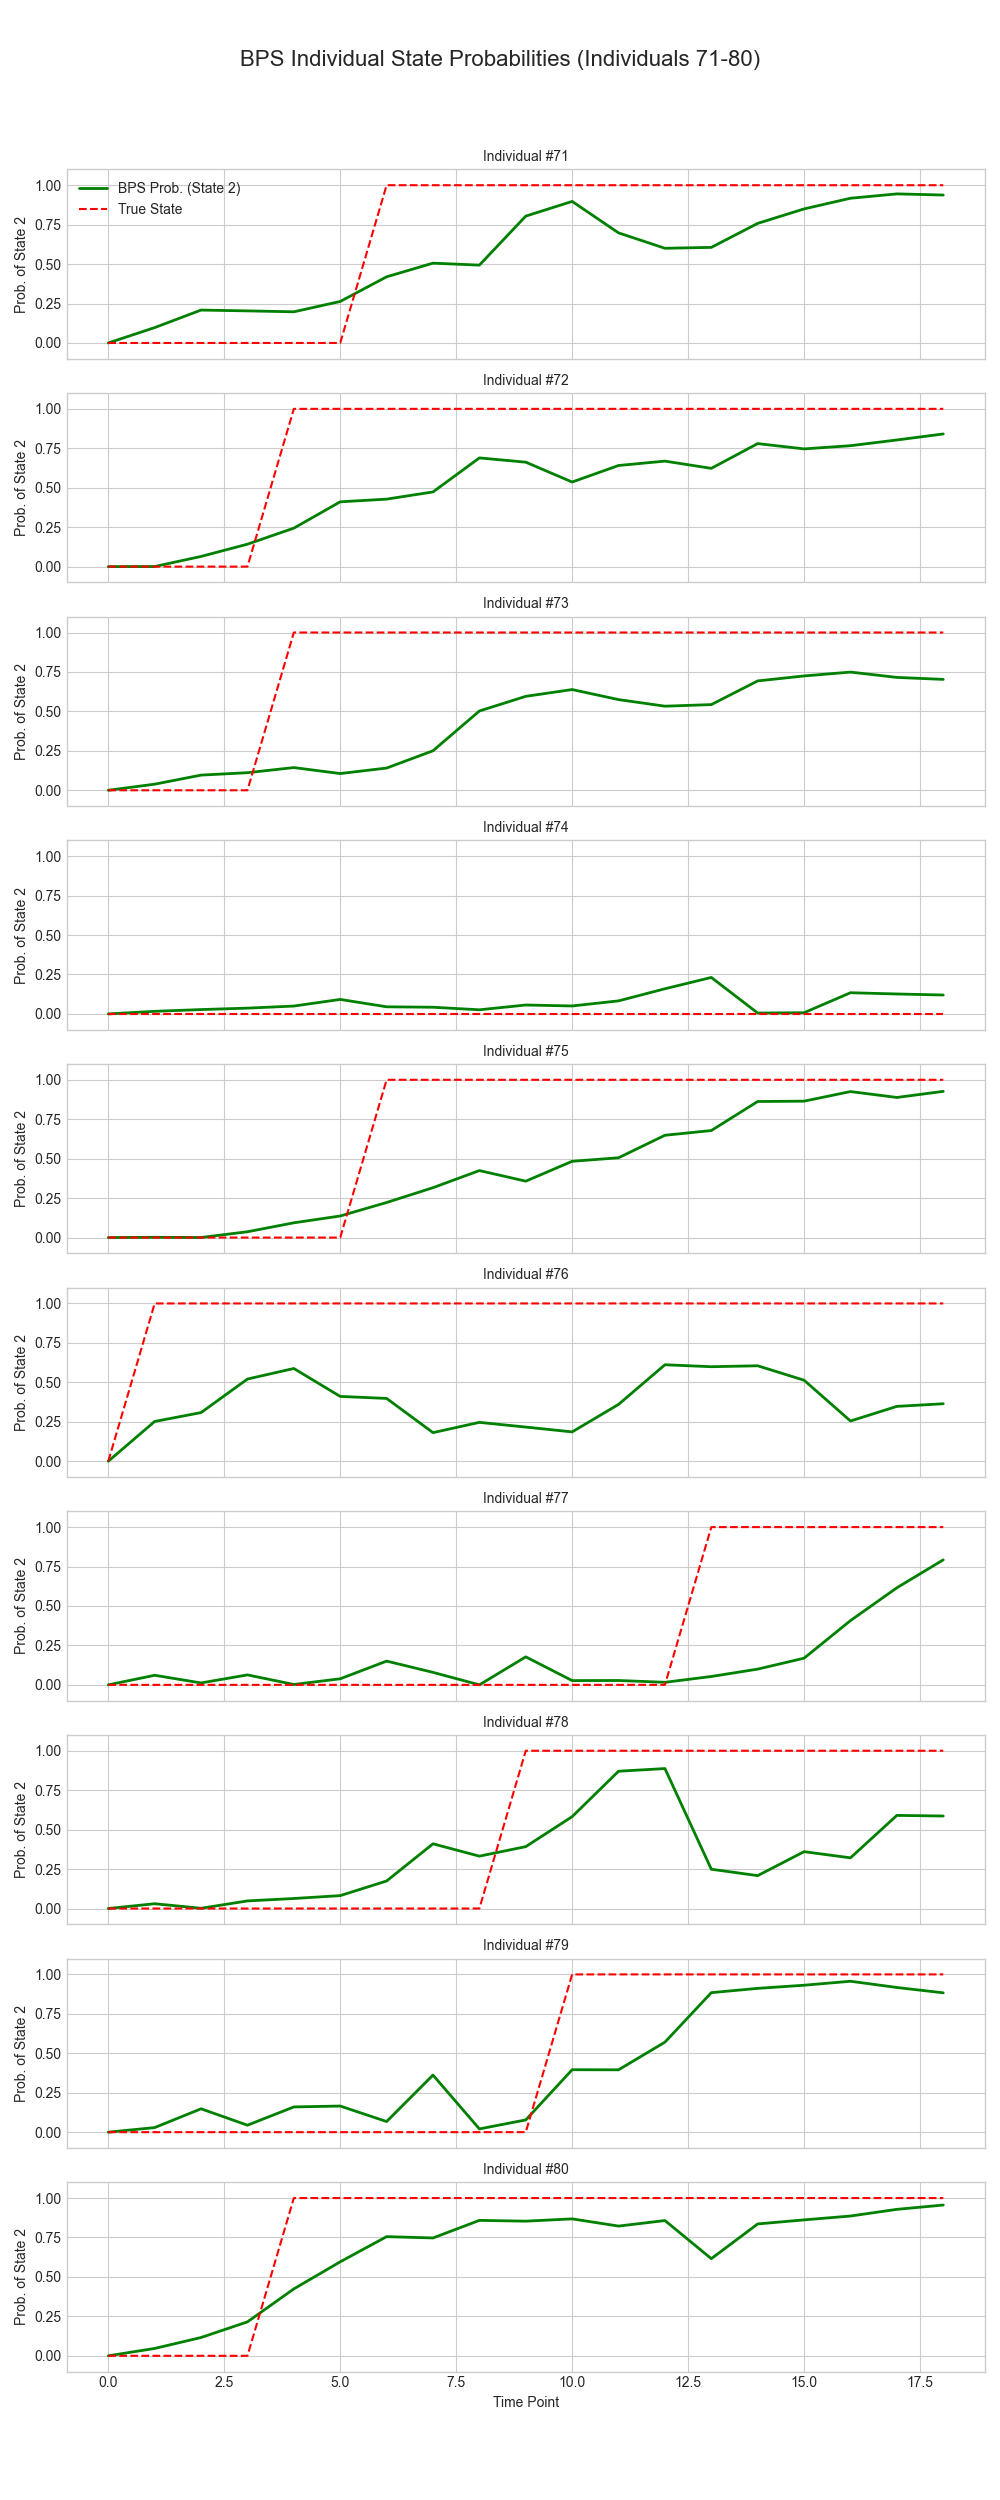 BPS Individual State Probabilities (Individuals 71-80)
Individual #71
BPS Prob. (State 2)
True State
1.00
0.75
0.50
0.25
0.00
Prob. of State 2
Individual #72
1.00
0.75
0.50
0.25
0.00
Prob. of State 2
Individual #73
1.00
0.75
0.50
0.25
0.00
Prob. of State 2
Individual #74
1.00
0.75
0.50
0.25
0.00
Prob. of State 2
Individual #75
1.00
0.75
0.50
0.25
0.00
Prob. of State 2
Individual #76
1.00
0.75
0.50
0.25
0.00
Prob. of State 2
Individual #77
1.00
0.75
0.50
0.25
0.00
Prob. of State 2
Individual #78
1.00
0.75
0.50
0.25
0.00
Prob. of State 2
Individual #79
1.00
0.75
0.50
0.25
0.00
Prob. of State 2
Individual #80
1.00
0.75
0.50
0.25
0.00
Prob. of State 2
0.0 2.5 5.0 7.5 10.0 12.5 15.0 17.5
Time Point